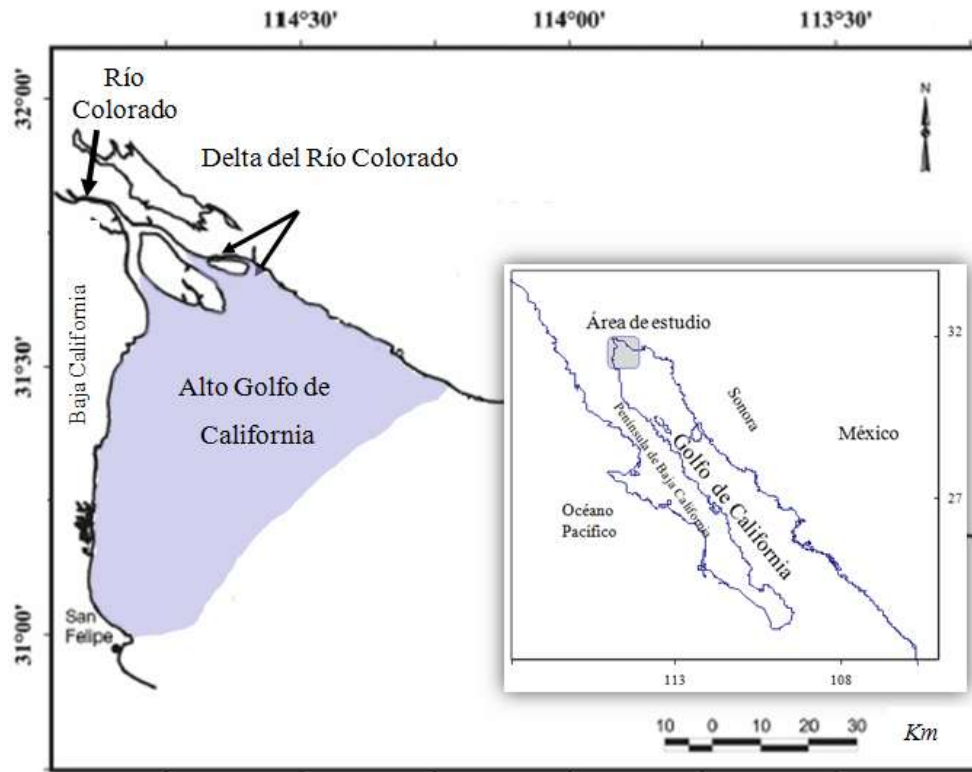 114°30'
114°00'
113°30'
32°00'
31°30'
31°00'
Río
Colorado
Delta del Río Colorado
N
Baja California
Alto Golfo de
California
San
Felipe
Área de estudio
32
27
Sonora
México
Península de Baja California
Golfo de California
Océano
Pacífico
113
108
10 0 10 20 30
Km